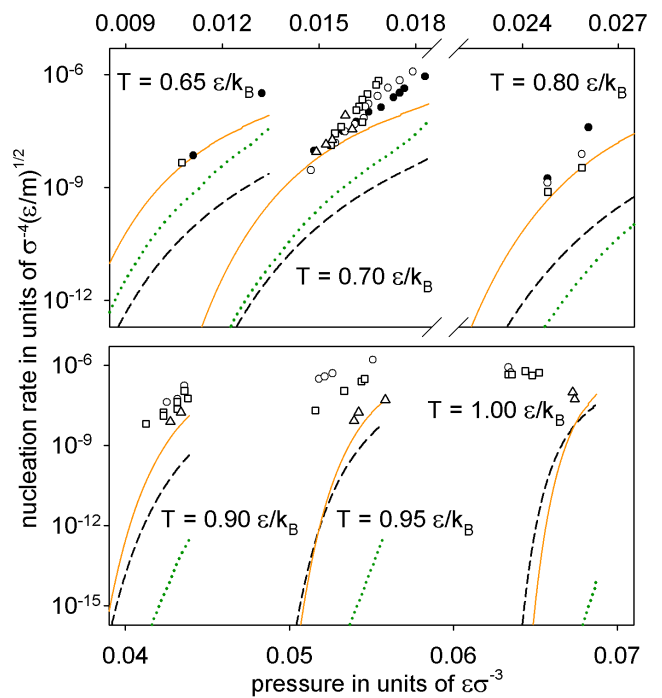 0.009 0.012 0.015 0.018 0.024 0.027
10⁻⁶
T = 0.65 ε/k_B
T = 0.80 ε/k_B
10⁻⁹
T = 0.70 ε/k_B
10⁻¹²
nucleation rate in units of σ⁻⁴(ε/m)^1/2
10⁻⁶
T = 1.00 ε/k_B
10⁻⁹
T = 0.90 ε/k_B
T = 0.95 ε/k_B
10⁻¹²
10⁻¹⁵
0.04 0.05 0.06 0.07
pressure in units of εσ⁻³